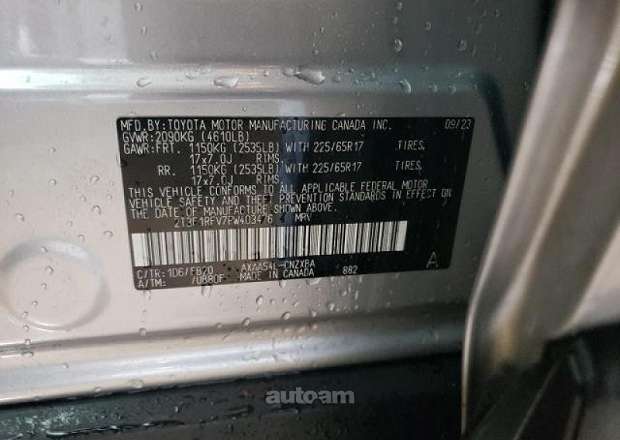 MFD.BY:TOYOTA MOTOR MANUFACTURING CANADA INC. 09/23
GVWR:2090KG (4610LB)
GAWR:FRT. 1150KG (2535LB) WITH 225/65R17 TIRES,
17x7.0J RIMS,
RR. 1150KG (2535LB) WITH 225/65R17 TIRES,
17x7.0J RIMS,
THIS VEHICLE CONFORMS TO ALL APPLICABLE FEDERAL MOTOR
VEHICLE SAFETY AND THEFT PREVENTION STANDARDS IN EFFECT ON
THE DATE OF MANUFACTURE SHOWN ABOVE.
MPV
C/TR:1D6/FB20
A/TM: MADE IN CANADA 882 A
autoam